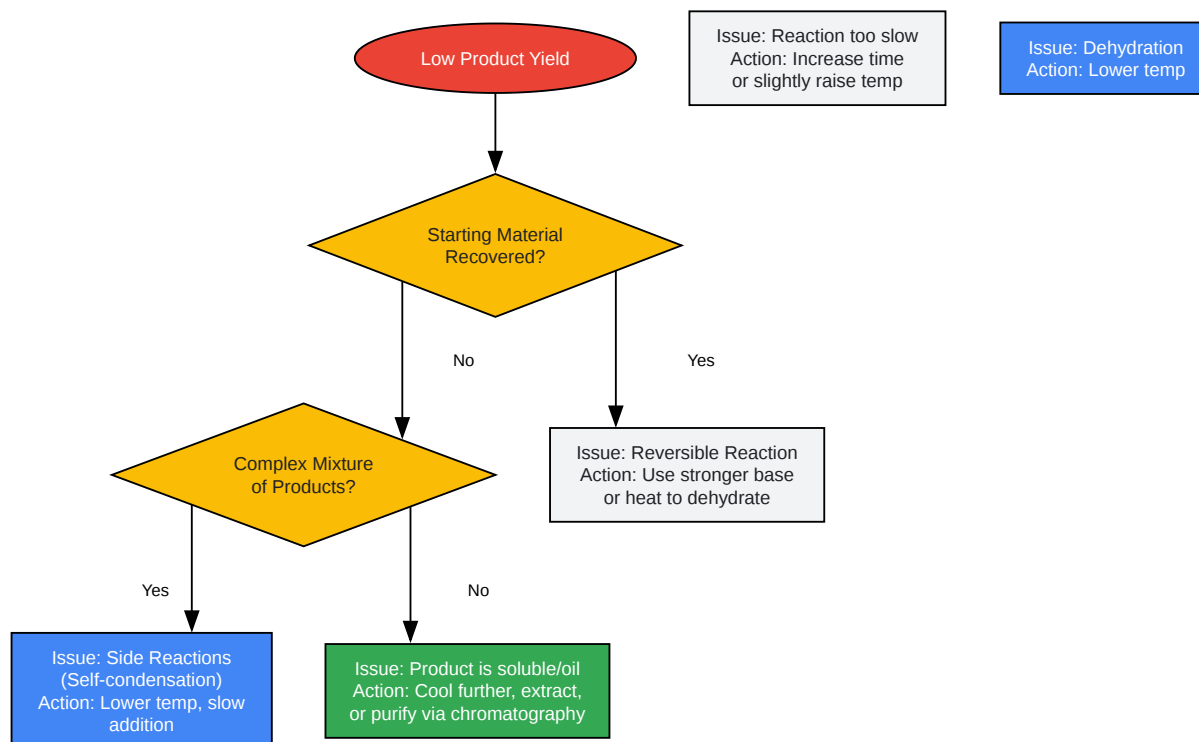 Low Product Yield
Issue: Reaction too slow
Action: Increase time
or slightly raise temp
Issue: Dehydration
Action: Lower temp
Starting Material
Recovered?
No
Yes
Complex Mixture
of Products?
Issue: Reversible Reaction
Action: Use stronger base
or heat to dehydrate
Yes
No
Issue: Side Reactions
(Self-condensation)
Action: Lower temp, slow
addition
Issue: Product is soluble/oil
Action: Cool further, extract,
or purify via chromatography